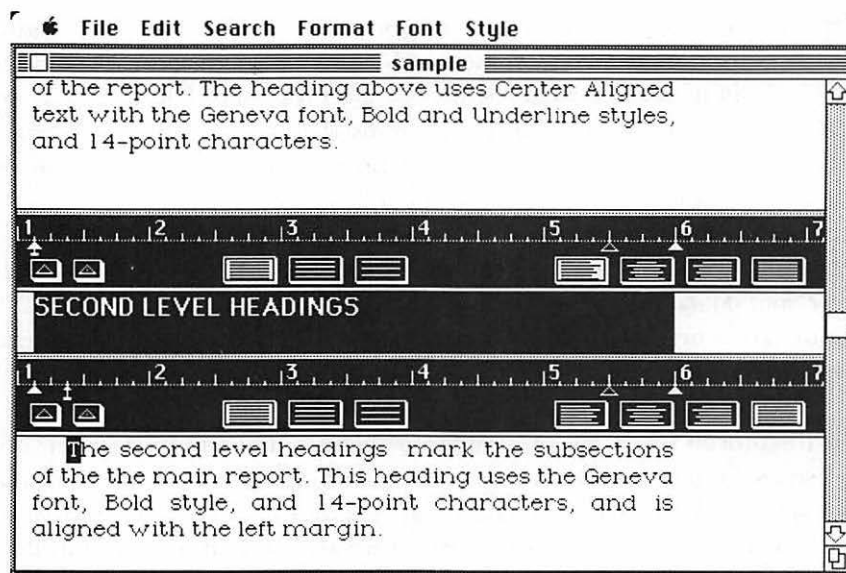 File Edit Search Format Font Style
sample
of the report. The heading above uses Center Aligned
text with the Geneva font, Bold and Underline styles,
and 14-point characters.
1 2 3 4 5 6 7
SECOND LEVEL HEADINGS
1 2 3 4 5 6 7
The second level headings mark the subsections
of the the main report. This heading uses the Geneva
font, Bold style, and 14-point characters, and is
aligned with the left margin.